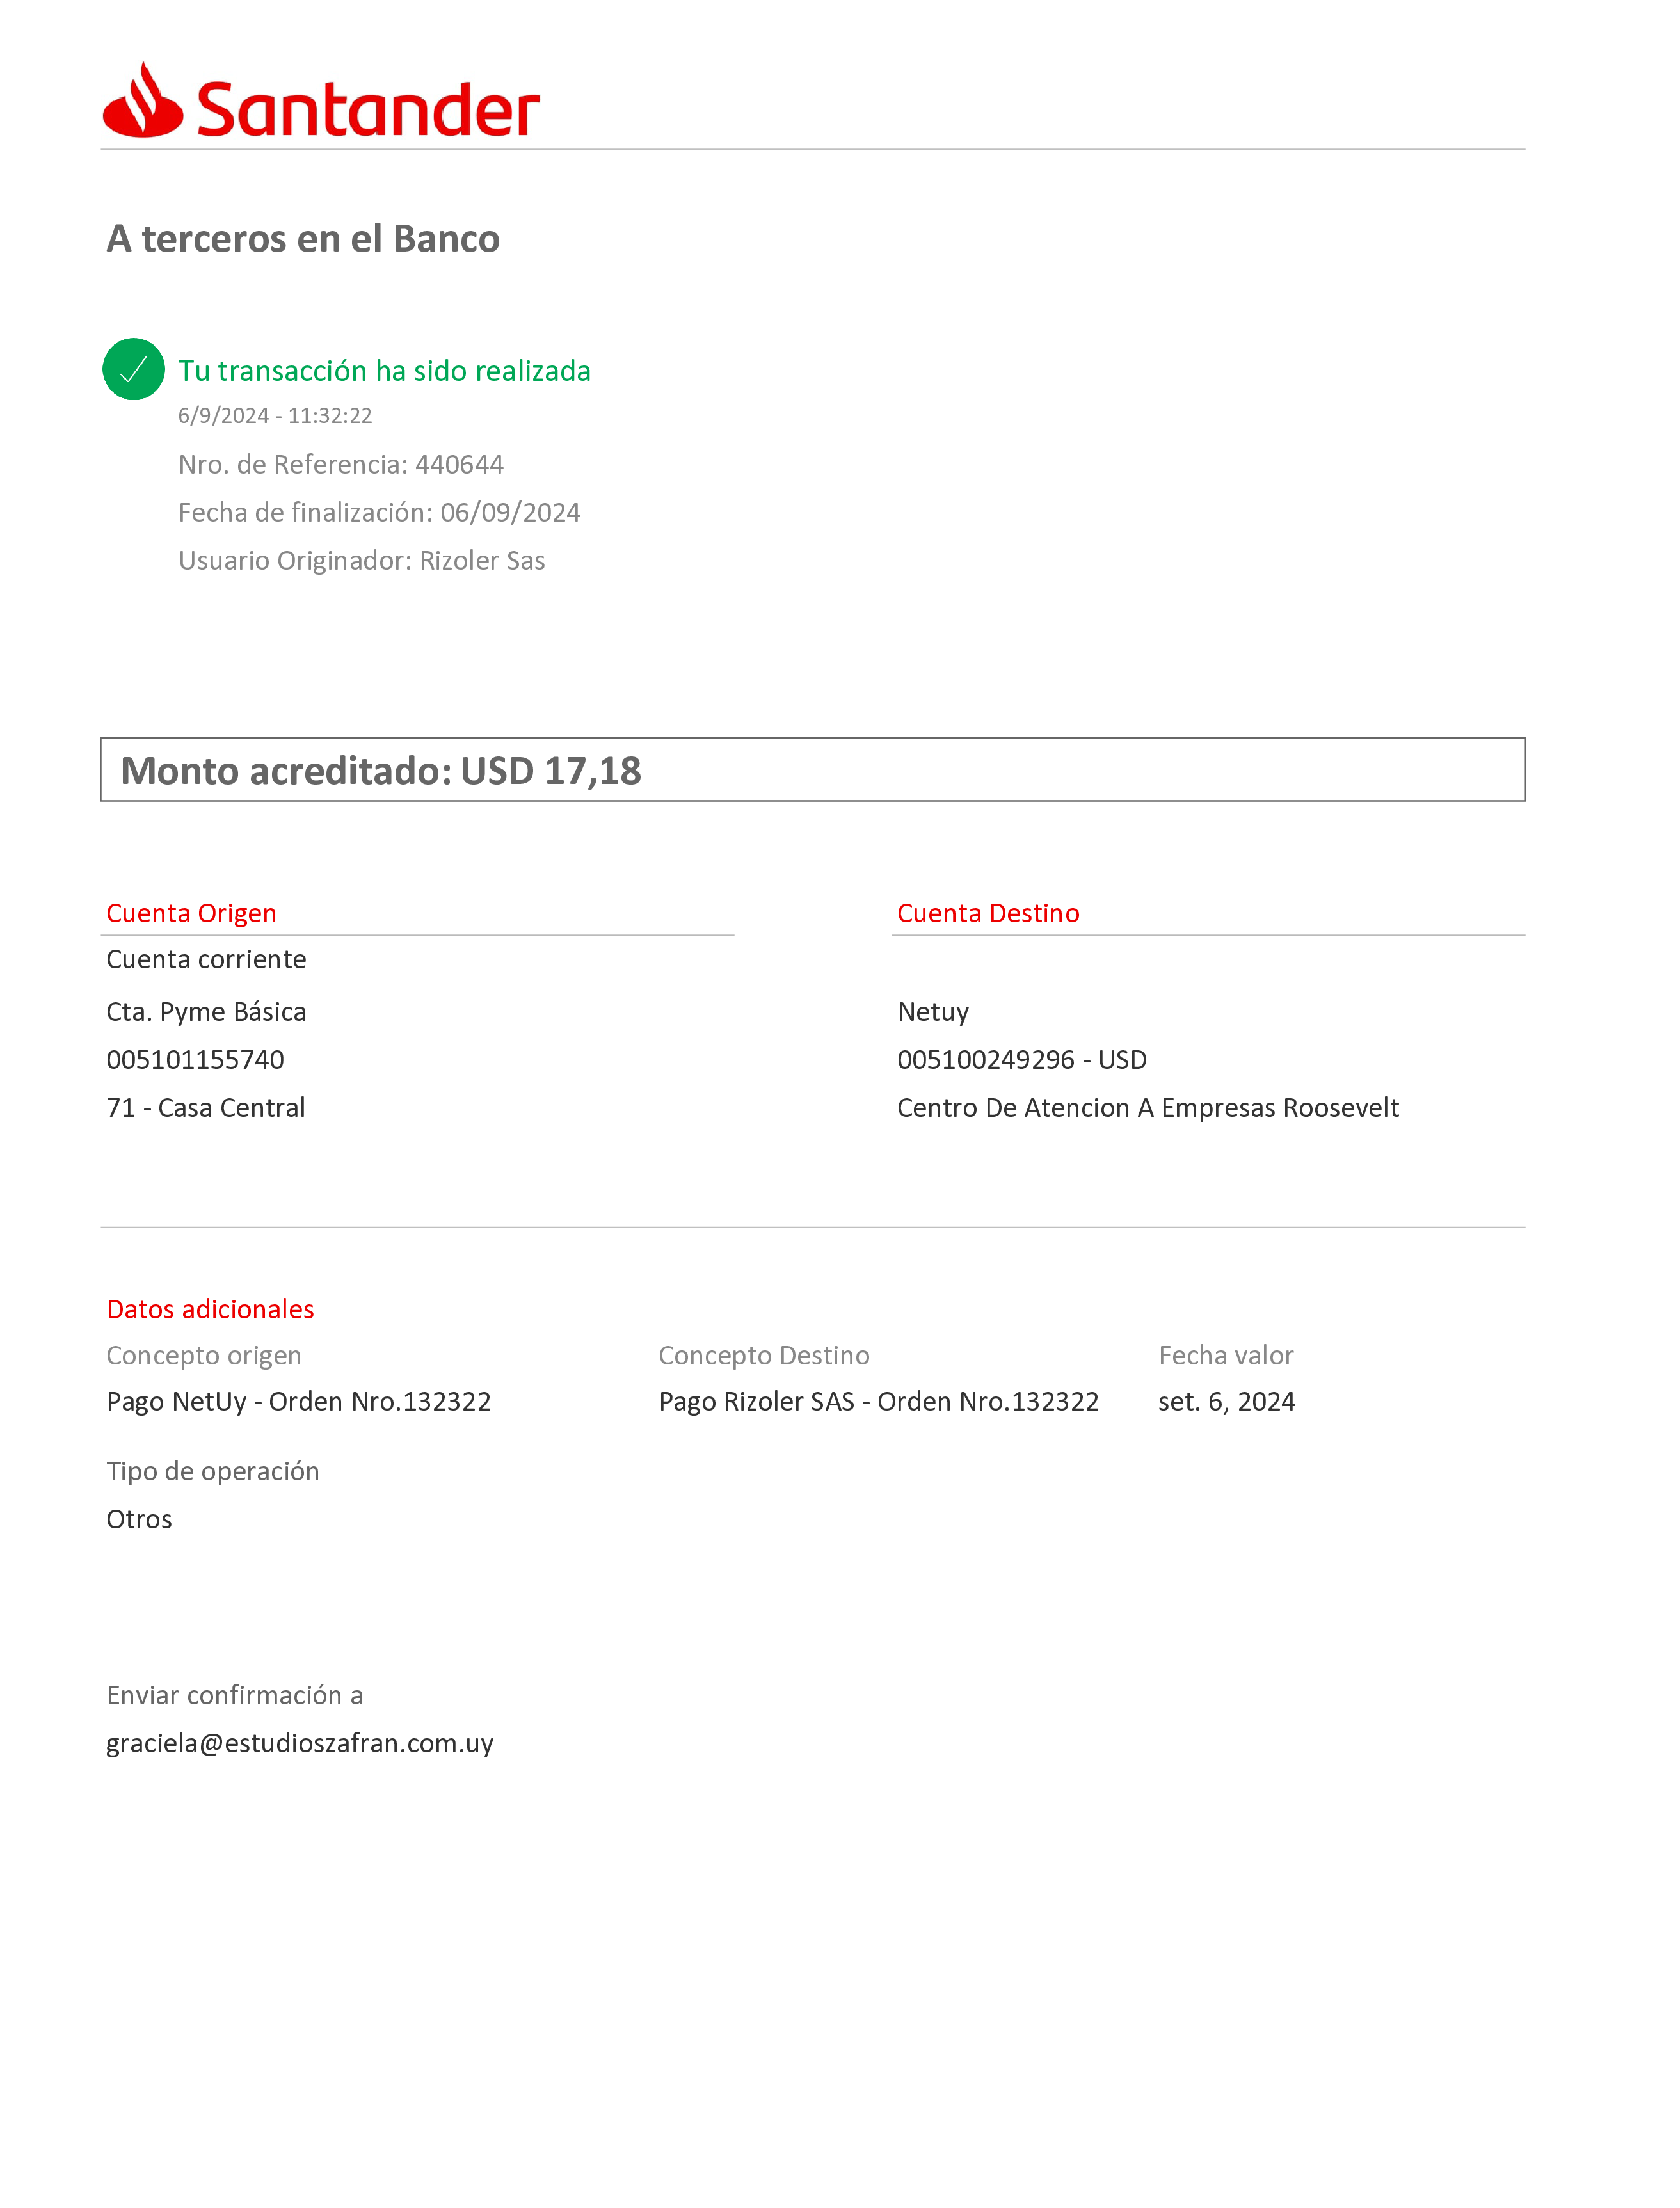 Santander
A terceros en el Banco
Tu transacción ha sido realizada
6/9/2024 - 11:32:22
Nro. de Referencia: 440644
Fecha de finalización: 06/09/2024
Usuario Originador: Rizoler Sas
Monto acreditado: USD 17,18
Cuenta Origen
Cuenta corriente
Cta. Pyme Básica
005101155740
71 - Casa Central
Cuenta Destino
Netuy
005100249296 - USD
Centro De Atencion A Empresas Roosevelt
Datos adicionales
Concepto origen
Pago NetUy - Orden Nro.132322
Concepto Destino
Pago Rizoler SAS - Orden Nro.132322
Fecha valor
set. 6, 2024
Tipo de operación
Otros
Enviar confirmación a
graciela@estudioszafran.com.uy